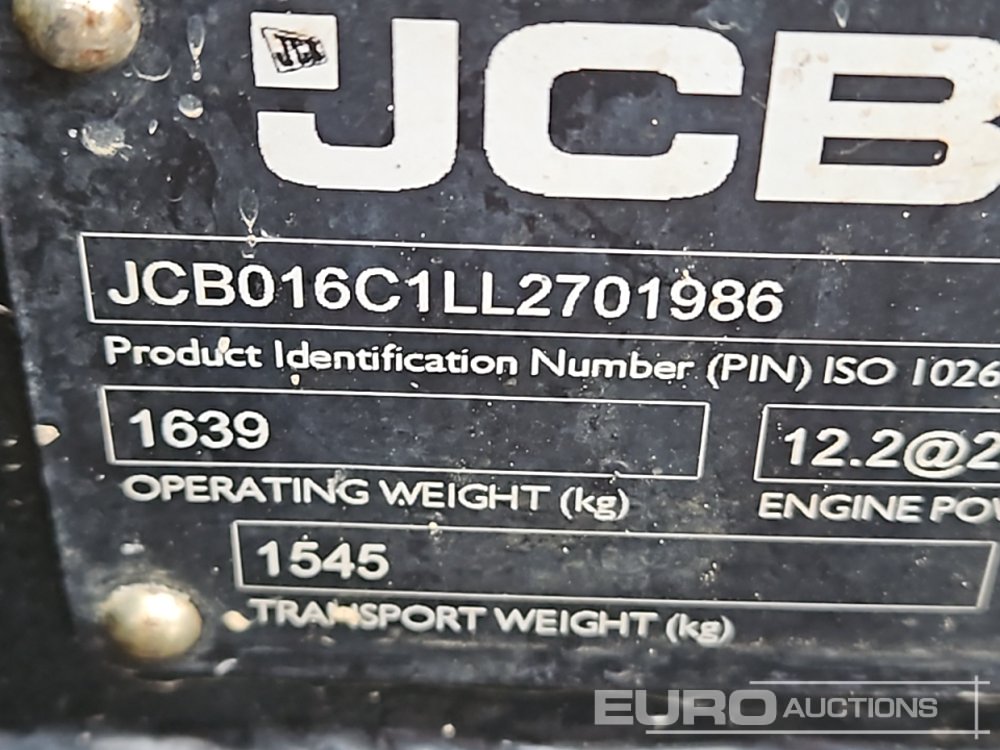 JCB
JCB
JCB016C1LL2701986
Product Identification Number (PIN) ISO 1026
1639
12.2@2
OPERATING WEIGHT (kg)
ENGINE POW
1545
TRANSPORT WEIGHT (kg)
EURO AUCTIONS